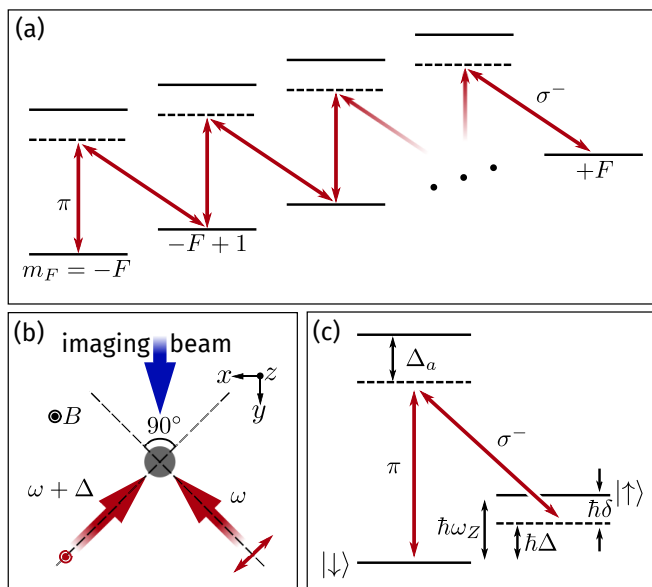 (a)
σ⁻
+F
π
−F + 1
m_F = −F
(b)
imaging beam
x z
y
B
90°
ω + Δ
ω
(c)
Δ_a
σ⁻
π
|↑⟩
ħδ
ħω_Z
ħΔ
|↓⟩